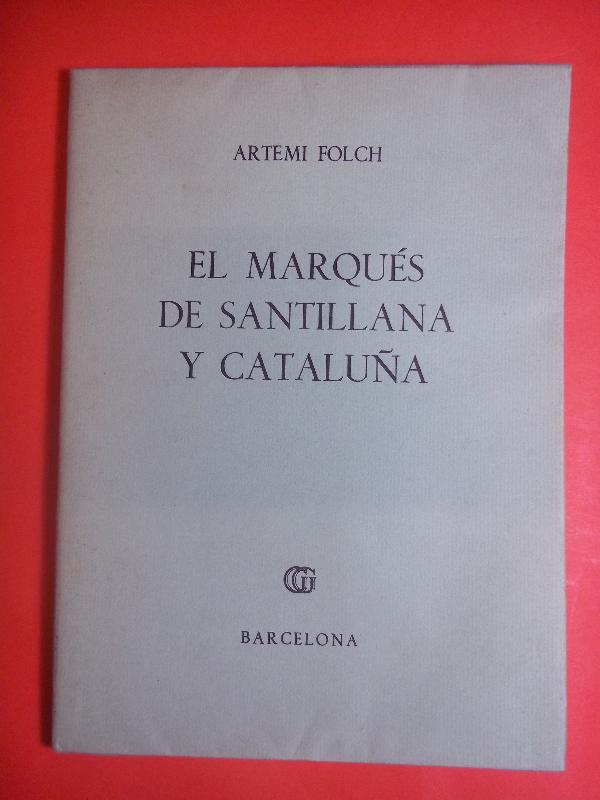 ARTEMI FOLCH
EL MARQUÉS
DE SANTILLANA
Y CATALUÑA
GG
BARCELONA